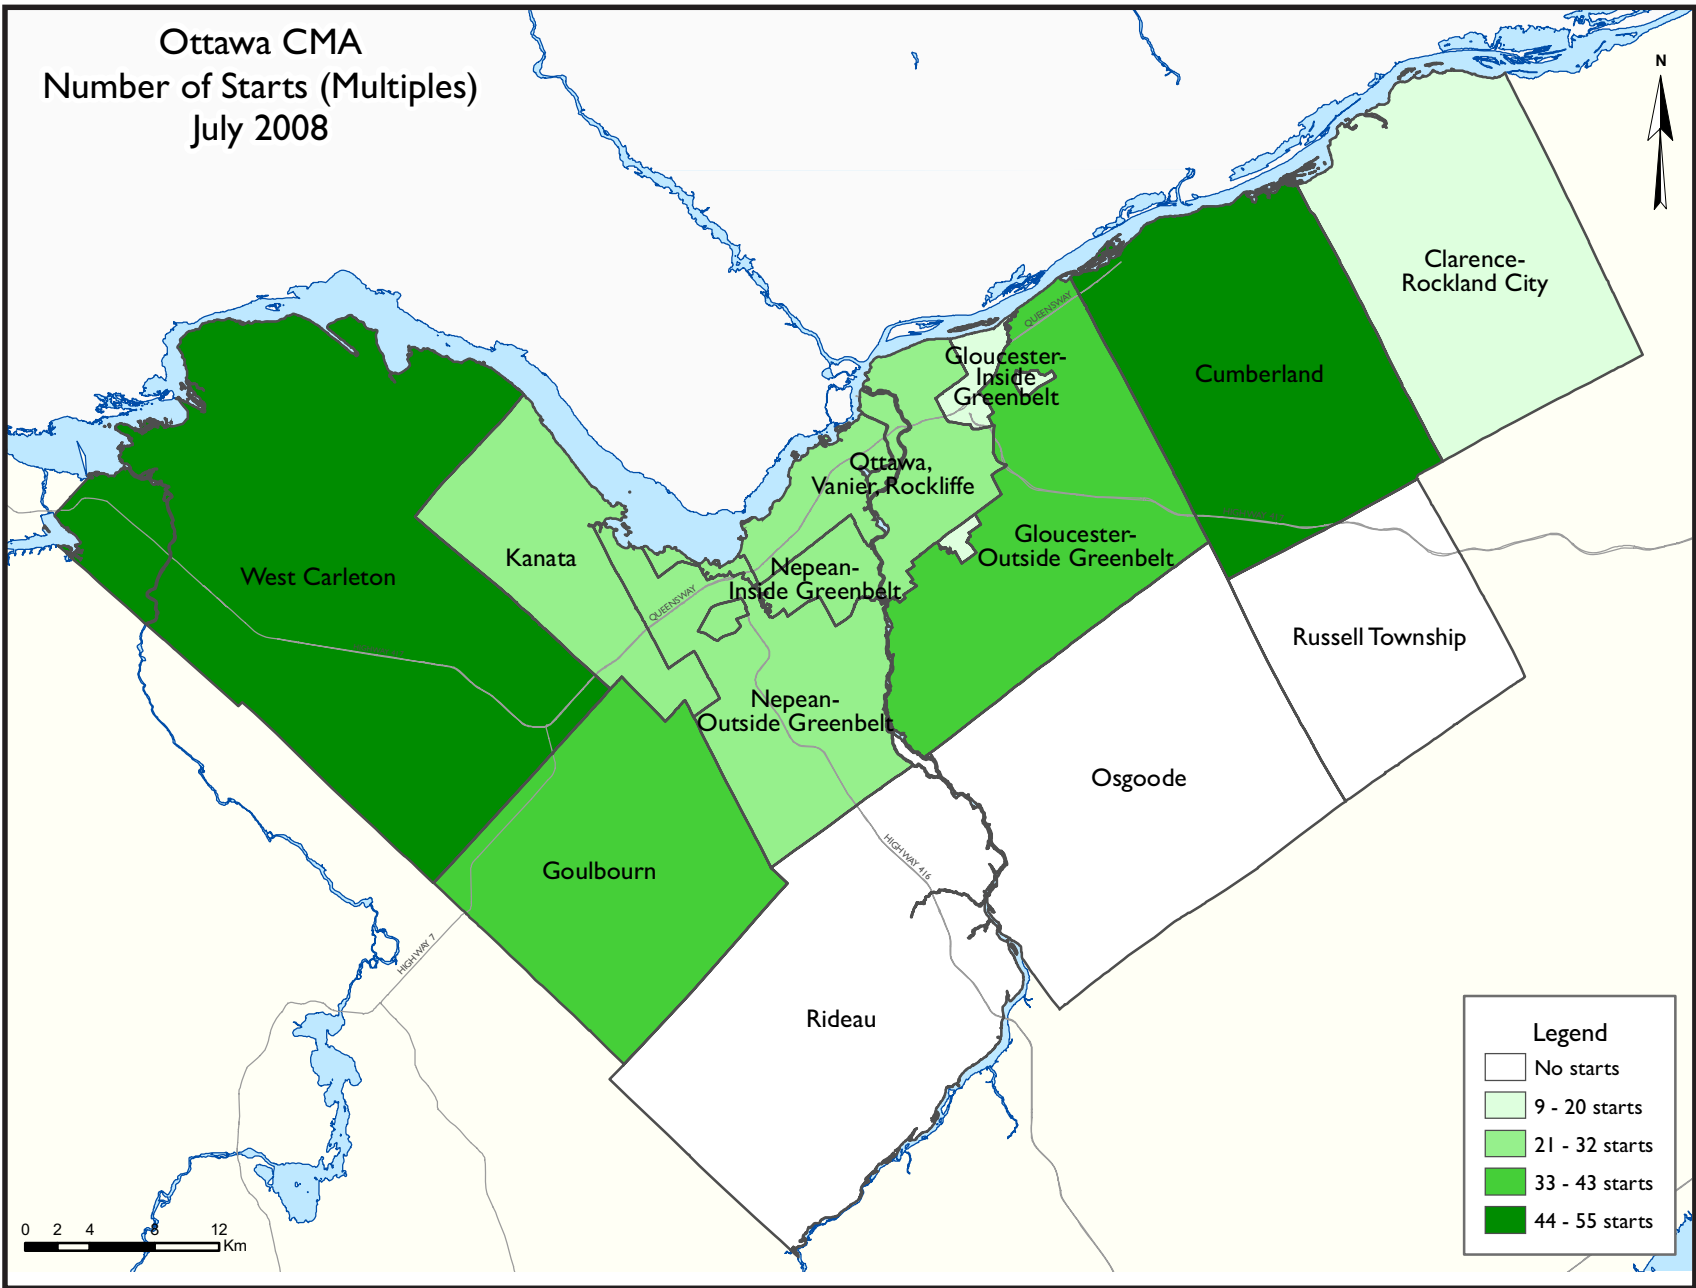 Ottawa CMA
Number of Starts (Multiples)
July 2008
N
Clarence-
Rockland City
QUEENSWAY
Gloucester-
Inside
Greenbelt
Cumberland
Ottawa,
Vanier, Rockliffe
Gloucester-
Outside Greenbelt
Kanata
West Carleton
Nepean-
Inside Greenbelt
QUEENSWAY
Russell Township
Nepean-
Outside Greenbelt
Osgoode
Goulbourn
HIGHWAY 416
HIGHWAY 7
Rideau
Legend
No starts
9 - 20 starts
21 - 32 starts
33 - 43 starts
44 - 55 starts
0 2 4 8 12
Km